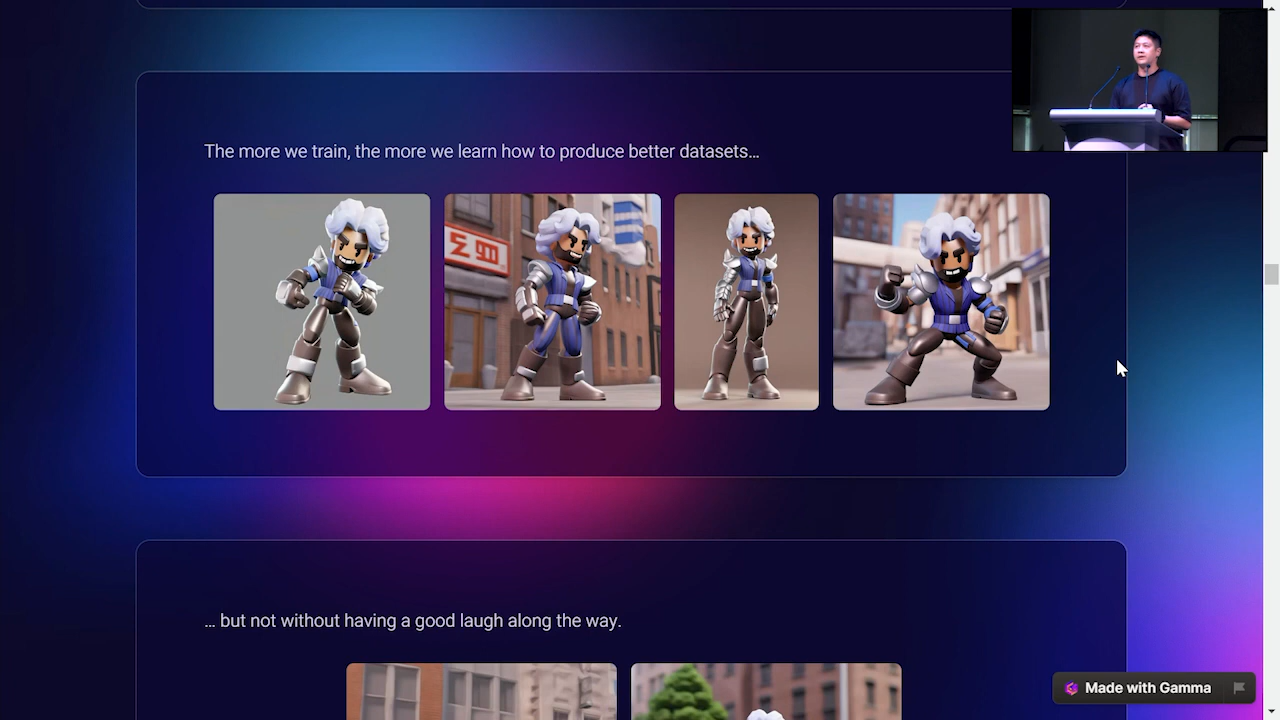 The more we train, the more we learn how to produce better datasets…
… but not without having a good laugh along the way.
Made with Gamma